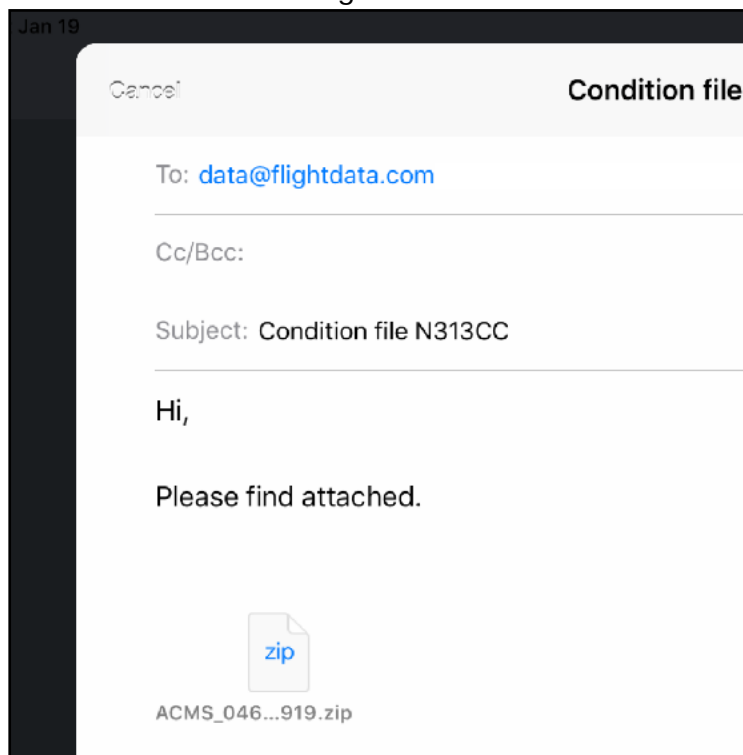 Jan 19
Cancel
Condition file
To: data@flightdata.com
Cc/Bcc:
Subject: Condition file N313CC
Hi,
Please find attached.
zip
ACMS_046...919.zip